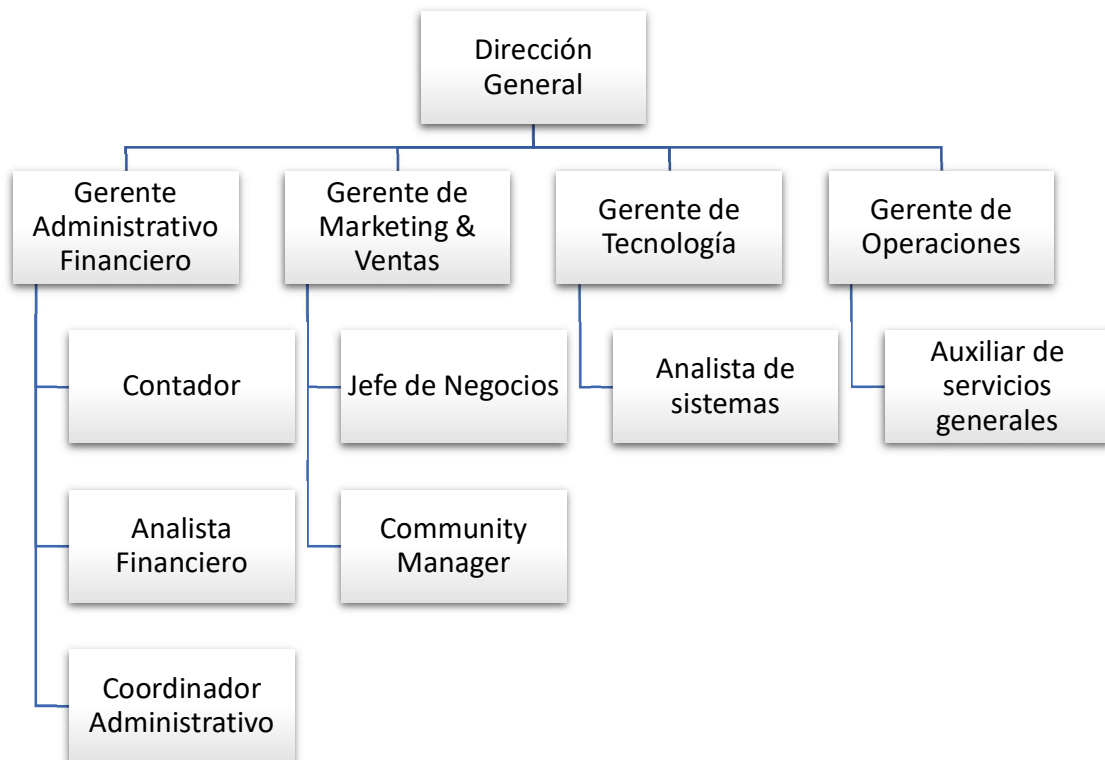 Dirección
General
Gerente
Administrativo
Financiero
Gerente de
Marketing &
Ventas
Gerente de
Tecnología
Gerente de
Operaciones
Contador
Jefe de Negocios
Analista de
sistemas
Auxiliar de
servicios
generales
Analista
Financiero
Community
Manager
Coordinador
Administrativo